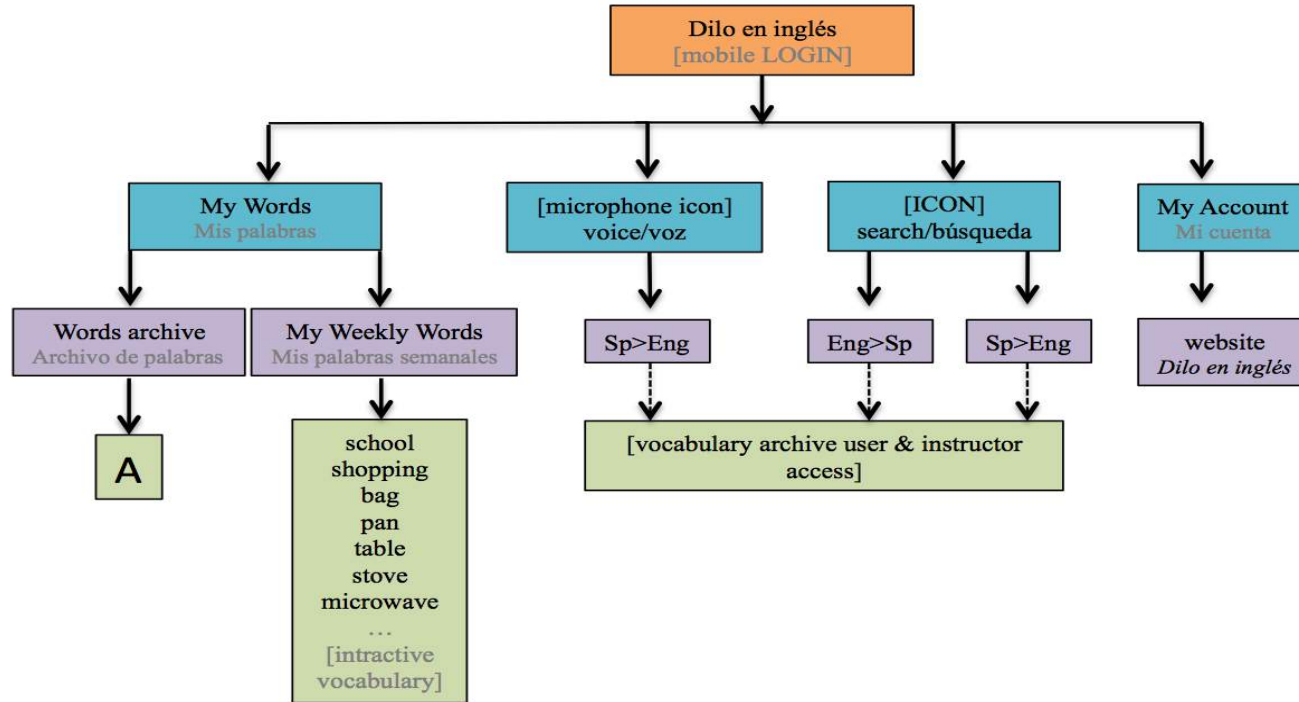 Dilo en inglés
[mobile LOGIN]
My Words
Mis palabras
[microphone icon]
voice/voz
[ICON]
search/búsqueda
My Account
Mi cuenta
Words archive
Archivo de palabras
My Weekly Words
Mis palabras semanales
Sp>Eng
Eng>Sp
Sp>Eng
website
Dilo en inglés
A
school
shopping
bag
pan
table
stove
microwave
…
[intractive
vocabulary]
[vocabulary archive user & instructor
access]